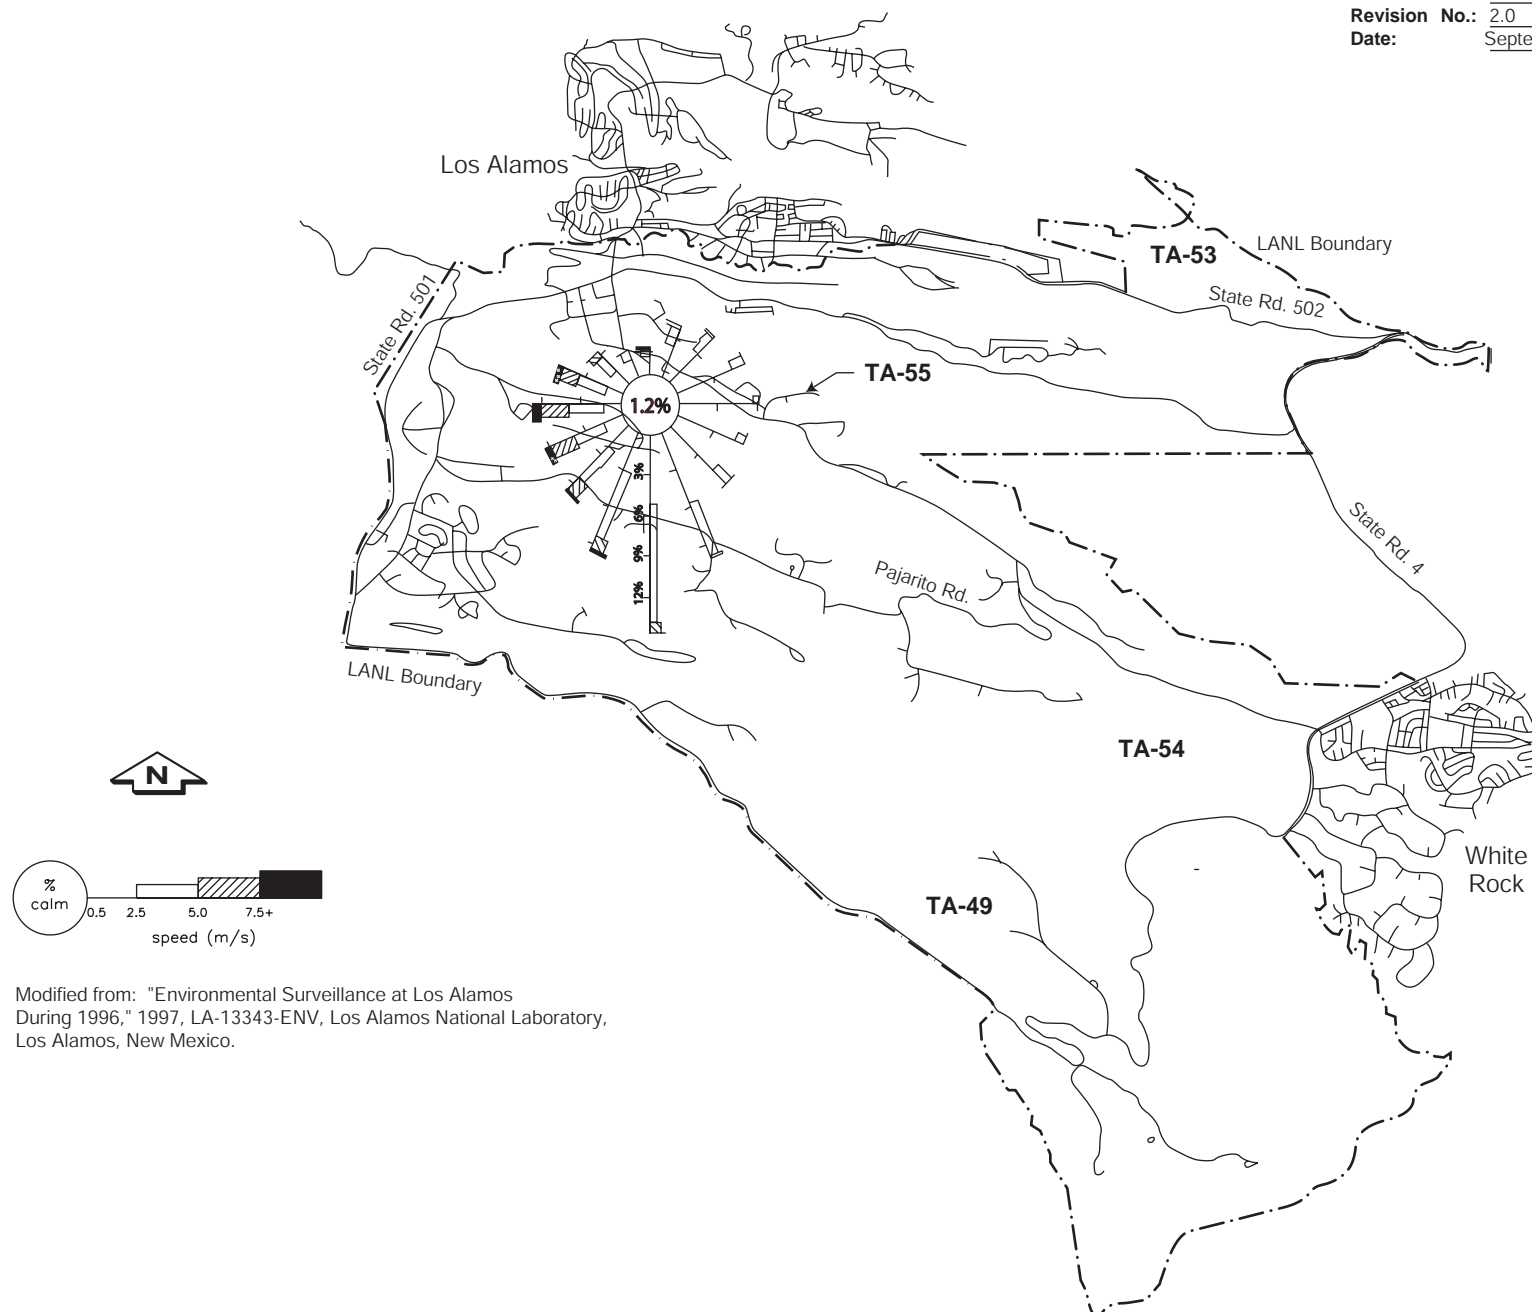 Revision No.: 2.0
Date: Septe
Los Alamos
TA-53
LANL Boundary
State Rd. 501
State Rd. 502
TA-55
1.2%
3%
6%
9%
12%
State Rd. 4
Pajarito Rd.
LANL Boundary
TA-54
N
White
Rock
%
calm
0.5 2.5 5.0 7.5+
speed (m/s)
TA-49
Modified from: "Environmental Surveillance at Los Alamos
During 1996," 1997, LA-13343-ENV, Los Alamos National Laboratory,
Los Alamos, New Mexico.